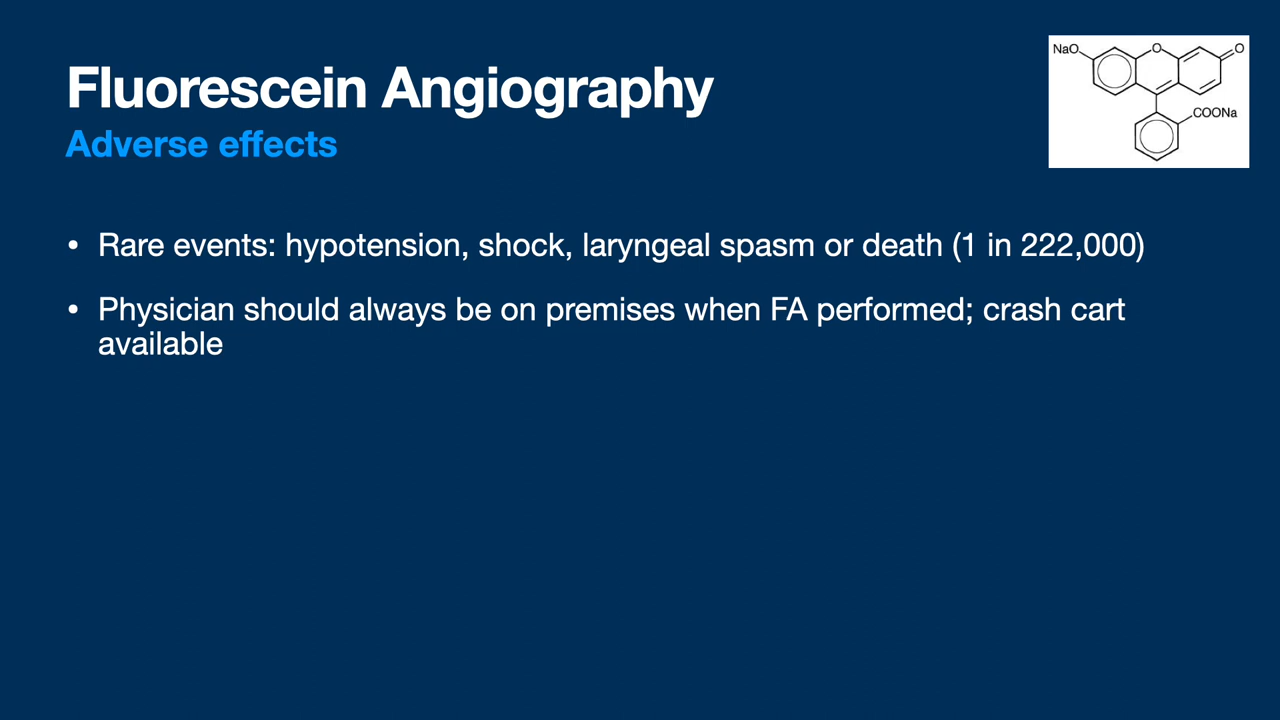 Fluorescein Angiography
Adverse effects
NaO
O
O
COONa
• Rare events: hypotension, shock, laryngeal spasm or death (1 in 222,000)
• Physician should always be on premises when FA performed; crash cart
available